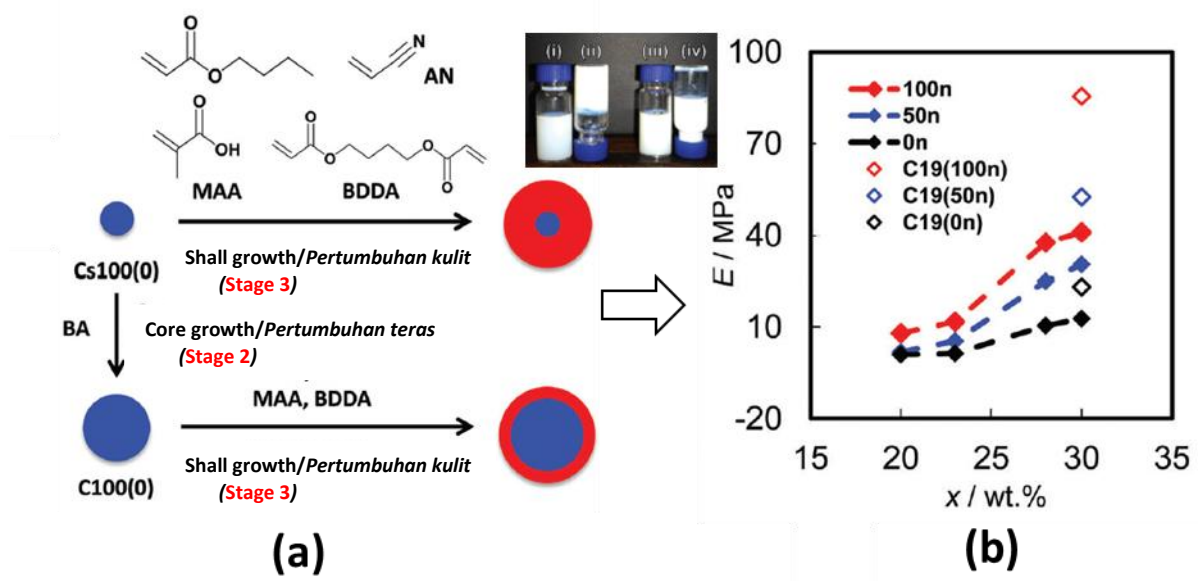 O
O
N
AN
O
OH
MAA
O
O
O
O
BDDA
(i) (ii) (iii) (iv)
Cs100(0)
Shall growth/Pertumbuhan kulit
(Stage 3)
BA
Core growth/Pertumbuhan teras
(Stage 2)
C100(0)
MAA, BDDA
Shall growth/Pertumbuhan kulit
(Stage 3)
(a)
E / MPa
100
70
40
10
-20
100n
50n
0n
C19(100n)
C19(50n)
C19(0n)
15 20 25 30 35
x / wt.%
(b)